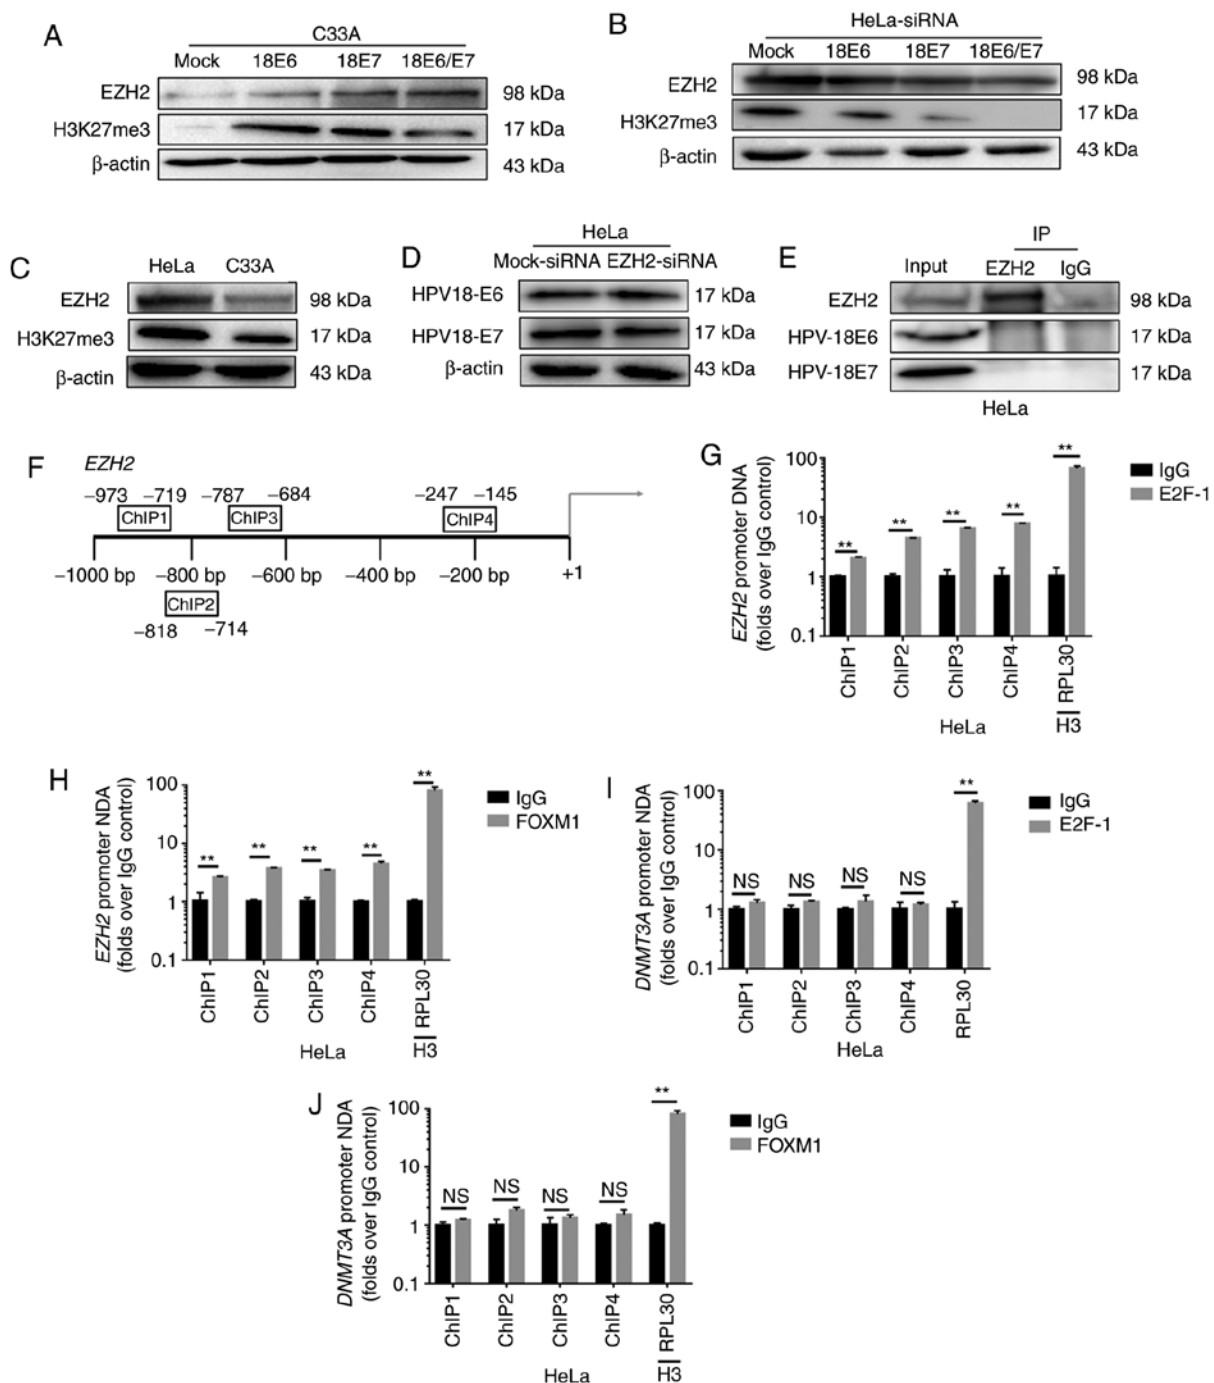 A
C33A
Mock 18E6 18E7 18E6/E7
EZH2 98 kDa
H3K27me3 17 kDa
β-actin 43 kDa
B
HeLa-siRNA
Mock 18E6 18E7 18E6/E7
EZH2 98 kDa
H3K27me3 17 kDa
β-actin 43 kDa
C
HeLa C33A
EZH2 98 kDa
H3K27me3 17 kDa
β-actin 43 kDa
D
HeLa
Mock-siRNA EZH2-siRNA
HPV18-E6 17 kDa
HPV18-E7 17 kDa
β-actin 43 kDa
E
IP
Input EZH2 IgG
EZH2 98 kDa
HPV-18E6 17 kDa
HPV-18E7 17 kDa
HeLa
F
EZH2
−973 −719 −787 −684 −247 −145
ChIP1 ChIP3 ChIP4
−1000 bp −800 bp −600 bp −400 bp −200 bp +1
ChIP2
−818 −714
G
EZH2 promoter DNA
(folds over IgG control)
100
10
1
0.1
** ** ** ** **
IgG
E2F-1
ChIP1 ChIP2 ChIP3 ChIP4 RPL30
HeLa H3
H
EZH2 promoter NDA
(folds over IgG control)
100
10
1
0.1
** ** ** ** **
IgG
FOXM1
ChIP1 ChIP2 ChIP3 ChIP4 RPL30
HeLa H3
I
DNMT3A promoter NDA
(folds over IgG control)
100
10
1
0.1
NS NS NS NS **
IgG
E2F-1
ChIP1 ChIP2 ChIP3 ChIP4 RPL30
HeLa
J
DNMT3A promoter NDA
(folds over IgG control)
100
10
1
0.1
NS NS NS NS **
IgG
FOXM1
ChIP1 ChIP2 ChIP3 ChIP4 RPL30
HeLa H3